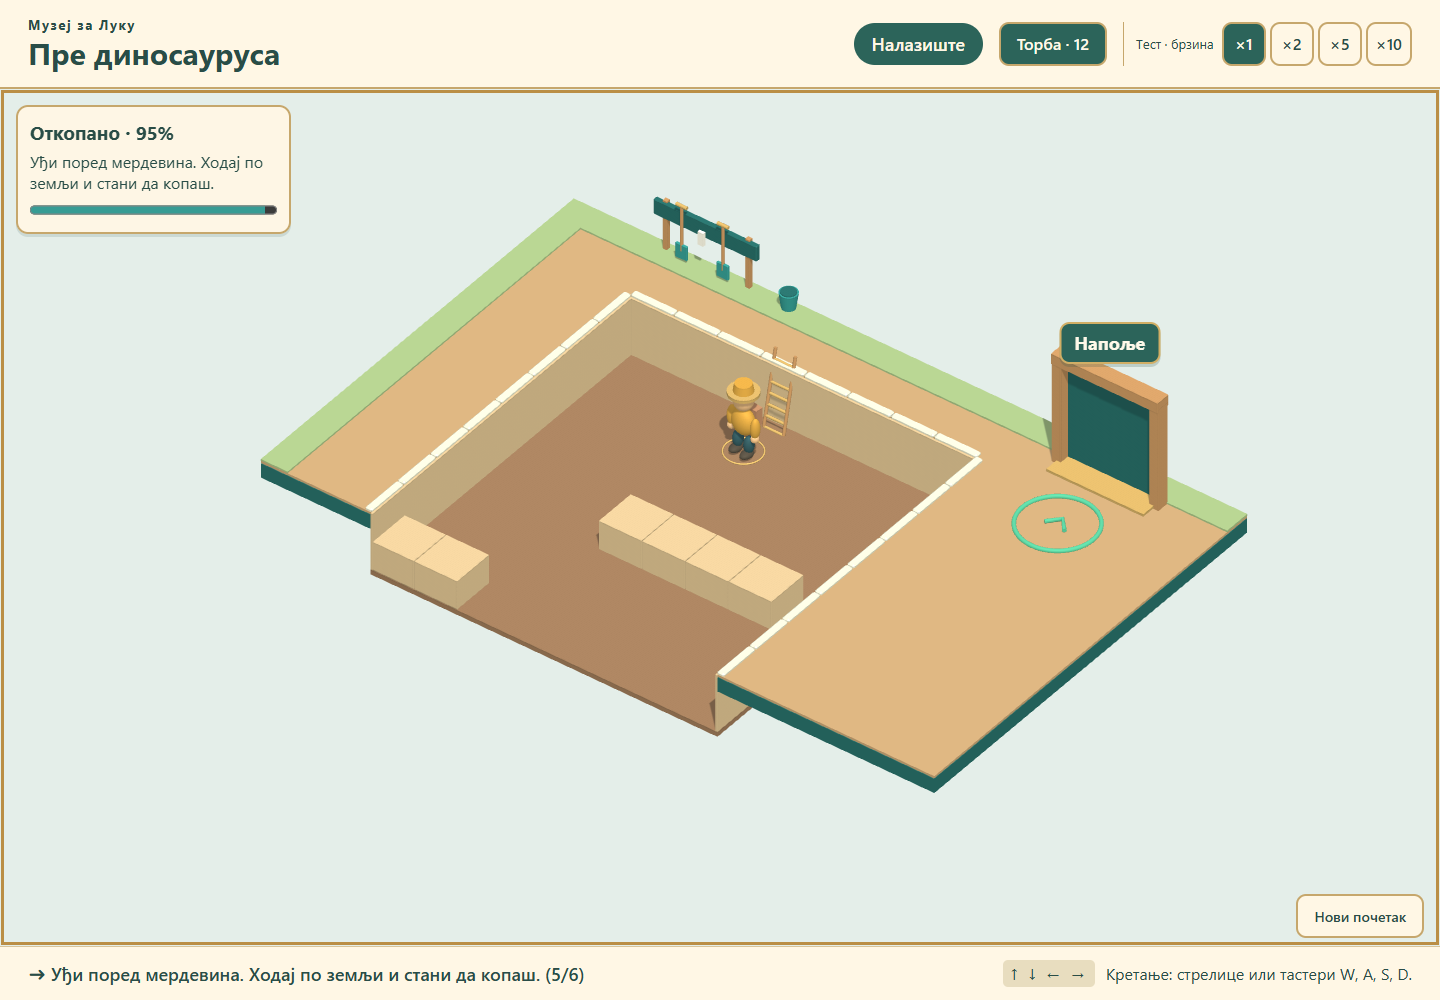 Музеј за Луку
Пре диносауруса
Налазиште
Торба · 12
Тест · брзина
×1
×2
×5
×10
Откопано · 95%
Уђи поред мердевина. Ходај по
земљи и стани да копаш.
Напоље
Нови почетак
→ Уђи поред мердевина. Ходај по земљи и стани да копаш. (5/6)
↑ ↓ ← →
Кретање: стрелице или тастери W, A, S, D.